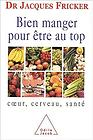 Dr Jacques Fricker
Bien manger
pour être au top
cœur, cerveau, santé
Odile
Jacob